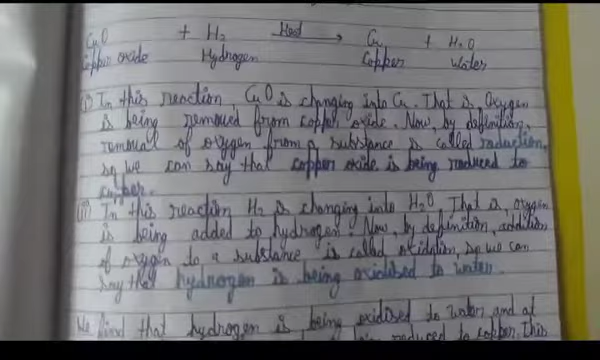 CuO + H₂ Heat → Cu + H₂O
Copper oxide Hydrogen Copper Water
(i) In this reaction, CuO is changing into Cu. That is, Oxygen
is being removed from copper oxide. Now, by definition,
removal of oxygen from a substance is called reduction,
so we can say that copper oxide is being reduced to
copper.
(ii) In this reaction H₂ is changing into H₂O. That is oxygen
is being added to hydrogen. Now, by definition, addition
of oxygen to a substance is called oxidation, so we can
say that hydrogen is being oxidised to water.
We find that hydrogen is being oxidised to water and at
reduced to copper. This